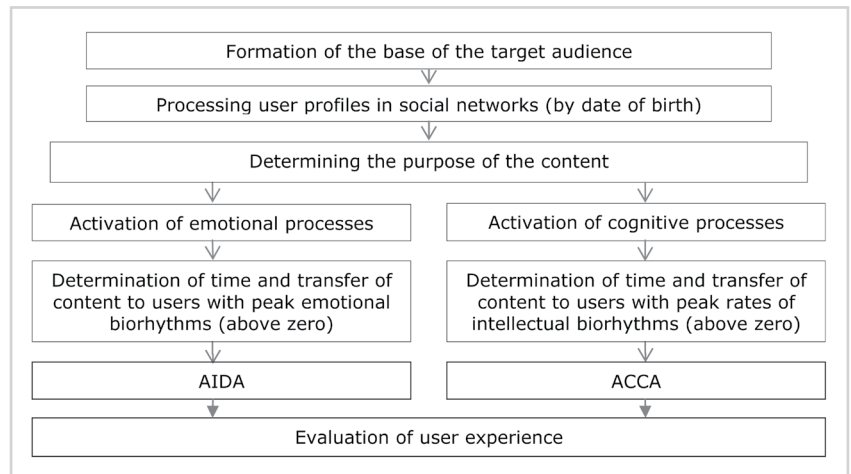 Formation of the base of the target audience
Processing user profiles in social networks (by date of birth)
Determining the purpose of the content
Activation of emotional processes
Determination of time and transfer of
content to users with peak emotional
biorhythms (above zero)
AIDA
Activation of cognitive processes
Determination of time and transfer of
content to users with peak rates of
intellectual biorhythms (above zero)
ACCA
Evaluation of user experience